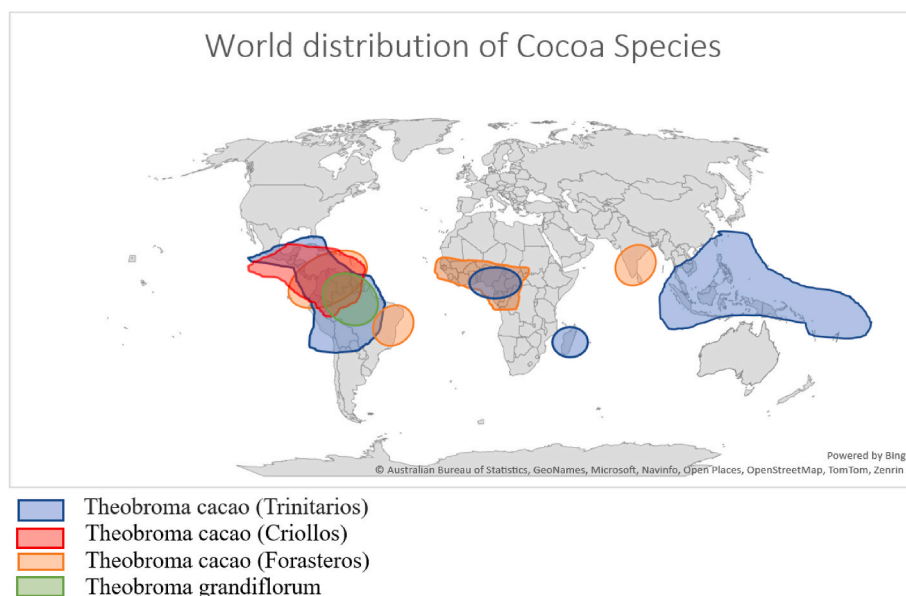 World distribution of Cocoa Species
Powered by Bing
© Australian Bureau of Statistics, GeoNames, Microsoft, Navinfo, Open Places, OpenStreetMap, TomTom, Zenrin
Theobroma cacao (Trinitarios)
Theobroma cacao (Criollos)
Theobroma cacao (Forasteros)
Theobroma grandiflorum